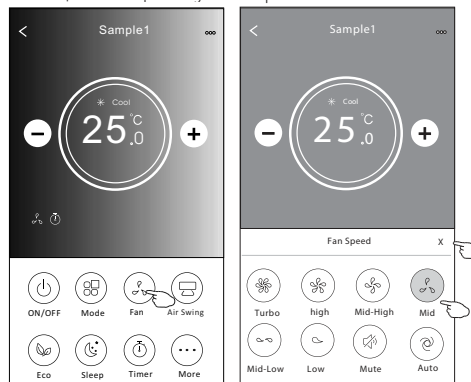 Sample1
Cool
25.0 °C
ON/OFF Mode Fan Air Swing
Eco Sleep Timer More
Sample1
Cool
25.0 °C
Fan Speed X
Turbo high Mid-High Mid
Mid-Low Low Mute Auto